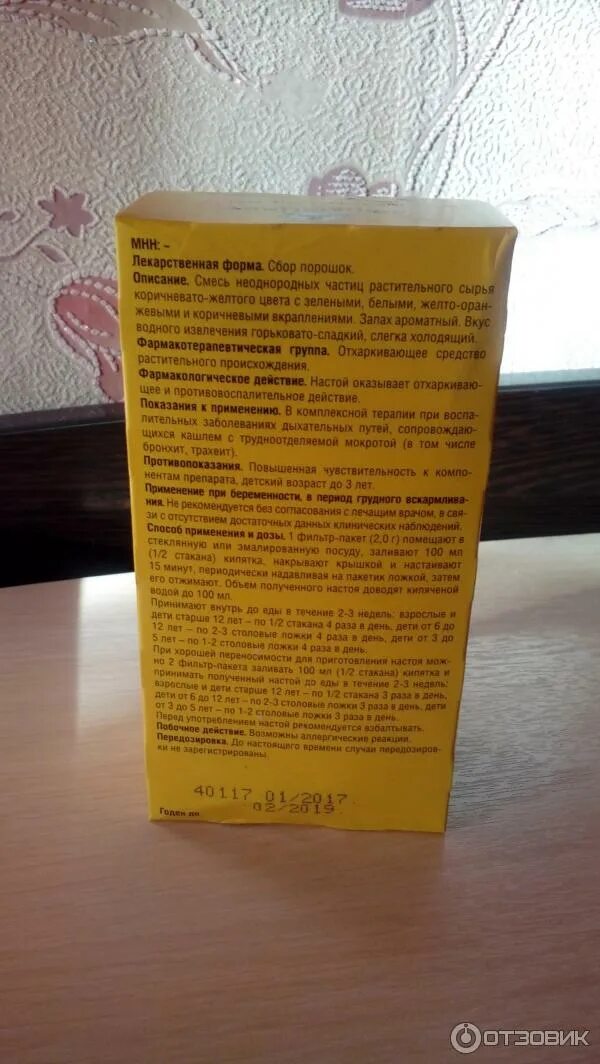 МНН: –
Лекарственная форма. Сбор порошок.
Описание. Смесь неоднородных частиц растительного сырья
коричневато-желтого цвета с зелеными, белыми, желто-оран-
жевыми и коричневыми вкраплениями. Запах ароматный. Вкус
водного извлечения горьковато-сладкий, слегка холодящий.
Фармакотерапевтическая группа. Отхаркивающее средство
растительного происхождения.
Фармакологическое действие. Настой оказывает отхаркиваю-
щее и противовоспалительное действие.
Показания к применению. В комплексной терапии при воспа-
лительных заболеваниях дыхательных путей, сопровождаю-
щихся кашлем с трудноотделяемой мокротой (в том числе
бронхит, трахеит).
Противопоказания. Повышенная чувствительность к компо-
нентам препарата, детский возраст до 3 лет.
Применение при беременности, в период грудного вскармлива-
ния. Не рекомендуется без согласования с лечащим врачом, в свя-
зи с отсутствием достаточных данных клинических наблюдений.
Способ применения и дозы. 1 фильтр-пакет (2,0 г) помещают в
стеклянную или эмалированную посуду, заливают 100 мл
(1/2 стакана) кипятка, накрывают крышкой и настаивают
15 минут, периодически надавливая на пакетик ложкой, затем
его отжимают. Объем полученного настоя доводят кипяченой
водой до 100 мл.
Принимают внутрь до еды в течение 2-3 недель: взрослые и
дети старше 12 лет – по 1/2 стакана 4 раза в день, дети от 6 до
12 лет – по 2-3 столовые ложки 4 раза в день, дети от 3 до
5 лет – по 1-2 столовые ложки 4 раза в день.
При хорошей переносимости для приготовления настоя мож-
но 2 фильтр-пакета заливать 100 мл (1/2 стакана) кипятка и
принимать полученный настой до еды в течение 2-3 недель:
взрослые и дети старше 12 лет – по 1/2 стакана 3 раза в день,
дети от 6 до 12 лет – по 2-3 столовые ложки 3 раза в день, дети
от 3 до 5 лет – по 1-2 столовые ложки 3 раза в день.
Перед употреблением настой рекомендуется взбалтывать.
Побочное действие. Возможны аллергические реакции.
Передозировка. До настоящего времени случаи передозиров-
ки не зарегистрированы.
40117 01/2017
Годен до 02/2019
ОТЗОВИК